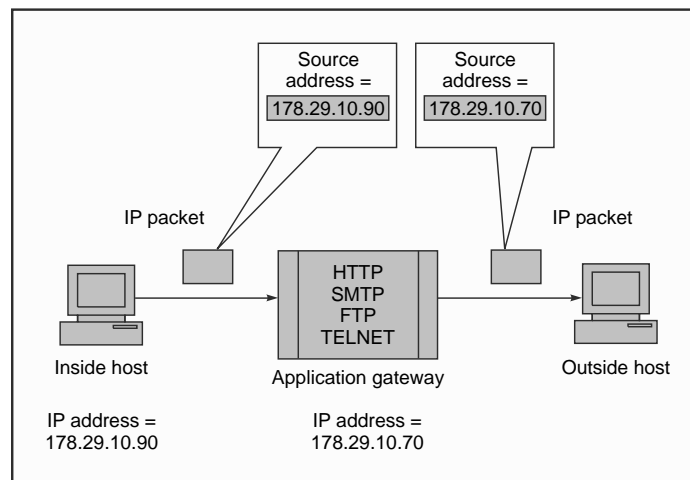 Source
address =
178.29.10.90
Source
address =
178.29.10.70
IP packet
IP packet
HTTP
SMTP
FTP
TELNET
Inside host
Application gateway
Outside host
IP address =
178.29.10.90
IP address =
178.29.10.70